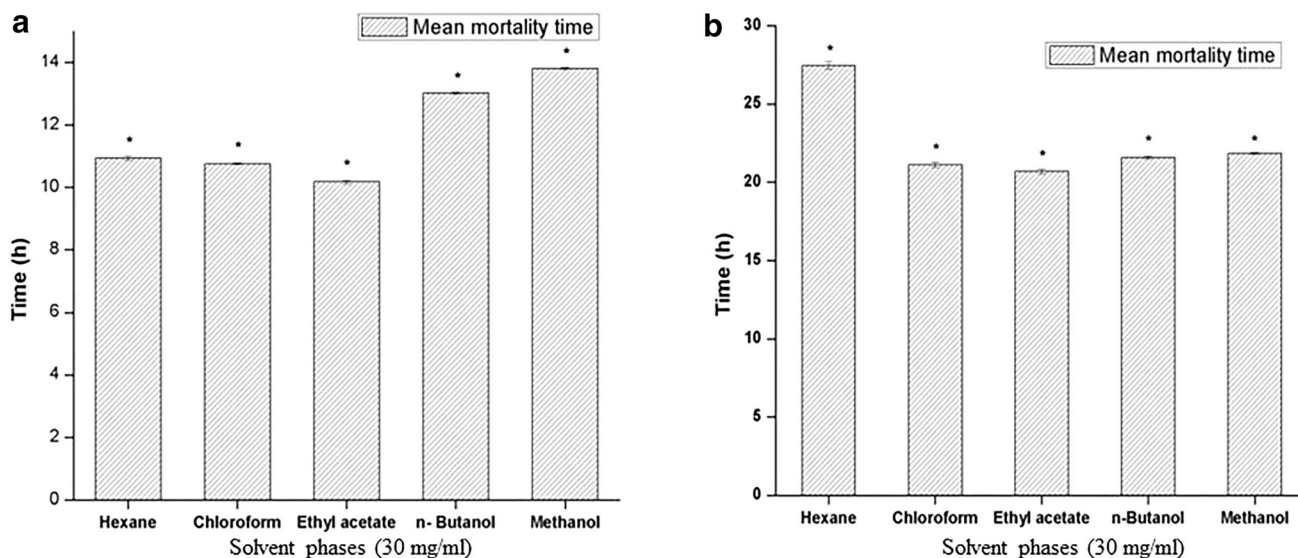 a
Mean mortality time
14
12
10
8
6
4
2
0
Time (h)
* * * * *
Hexane Chloroform Ethyl acetate n- Butanol Methanol
Solvent phases (30 mg/ml)
b
Mean mortality time
30
25
20
15
10
5
0
Time (h)
* * * * *
Hexane Chloroform Ethyl acetate n-Butanol Methanol
Solvent phases (30 mg/ml)